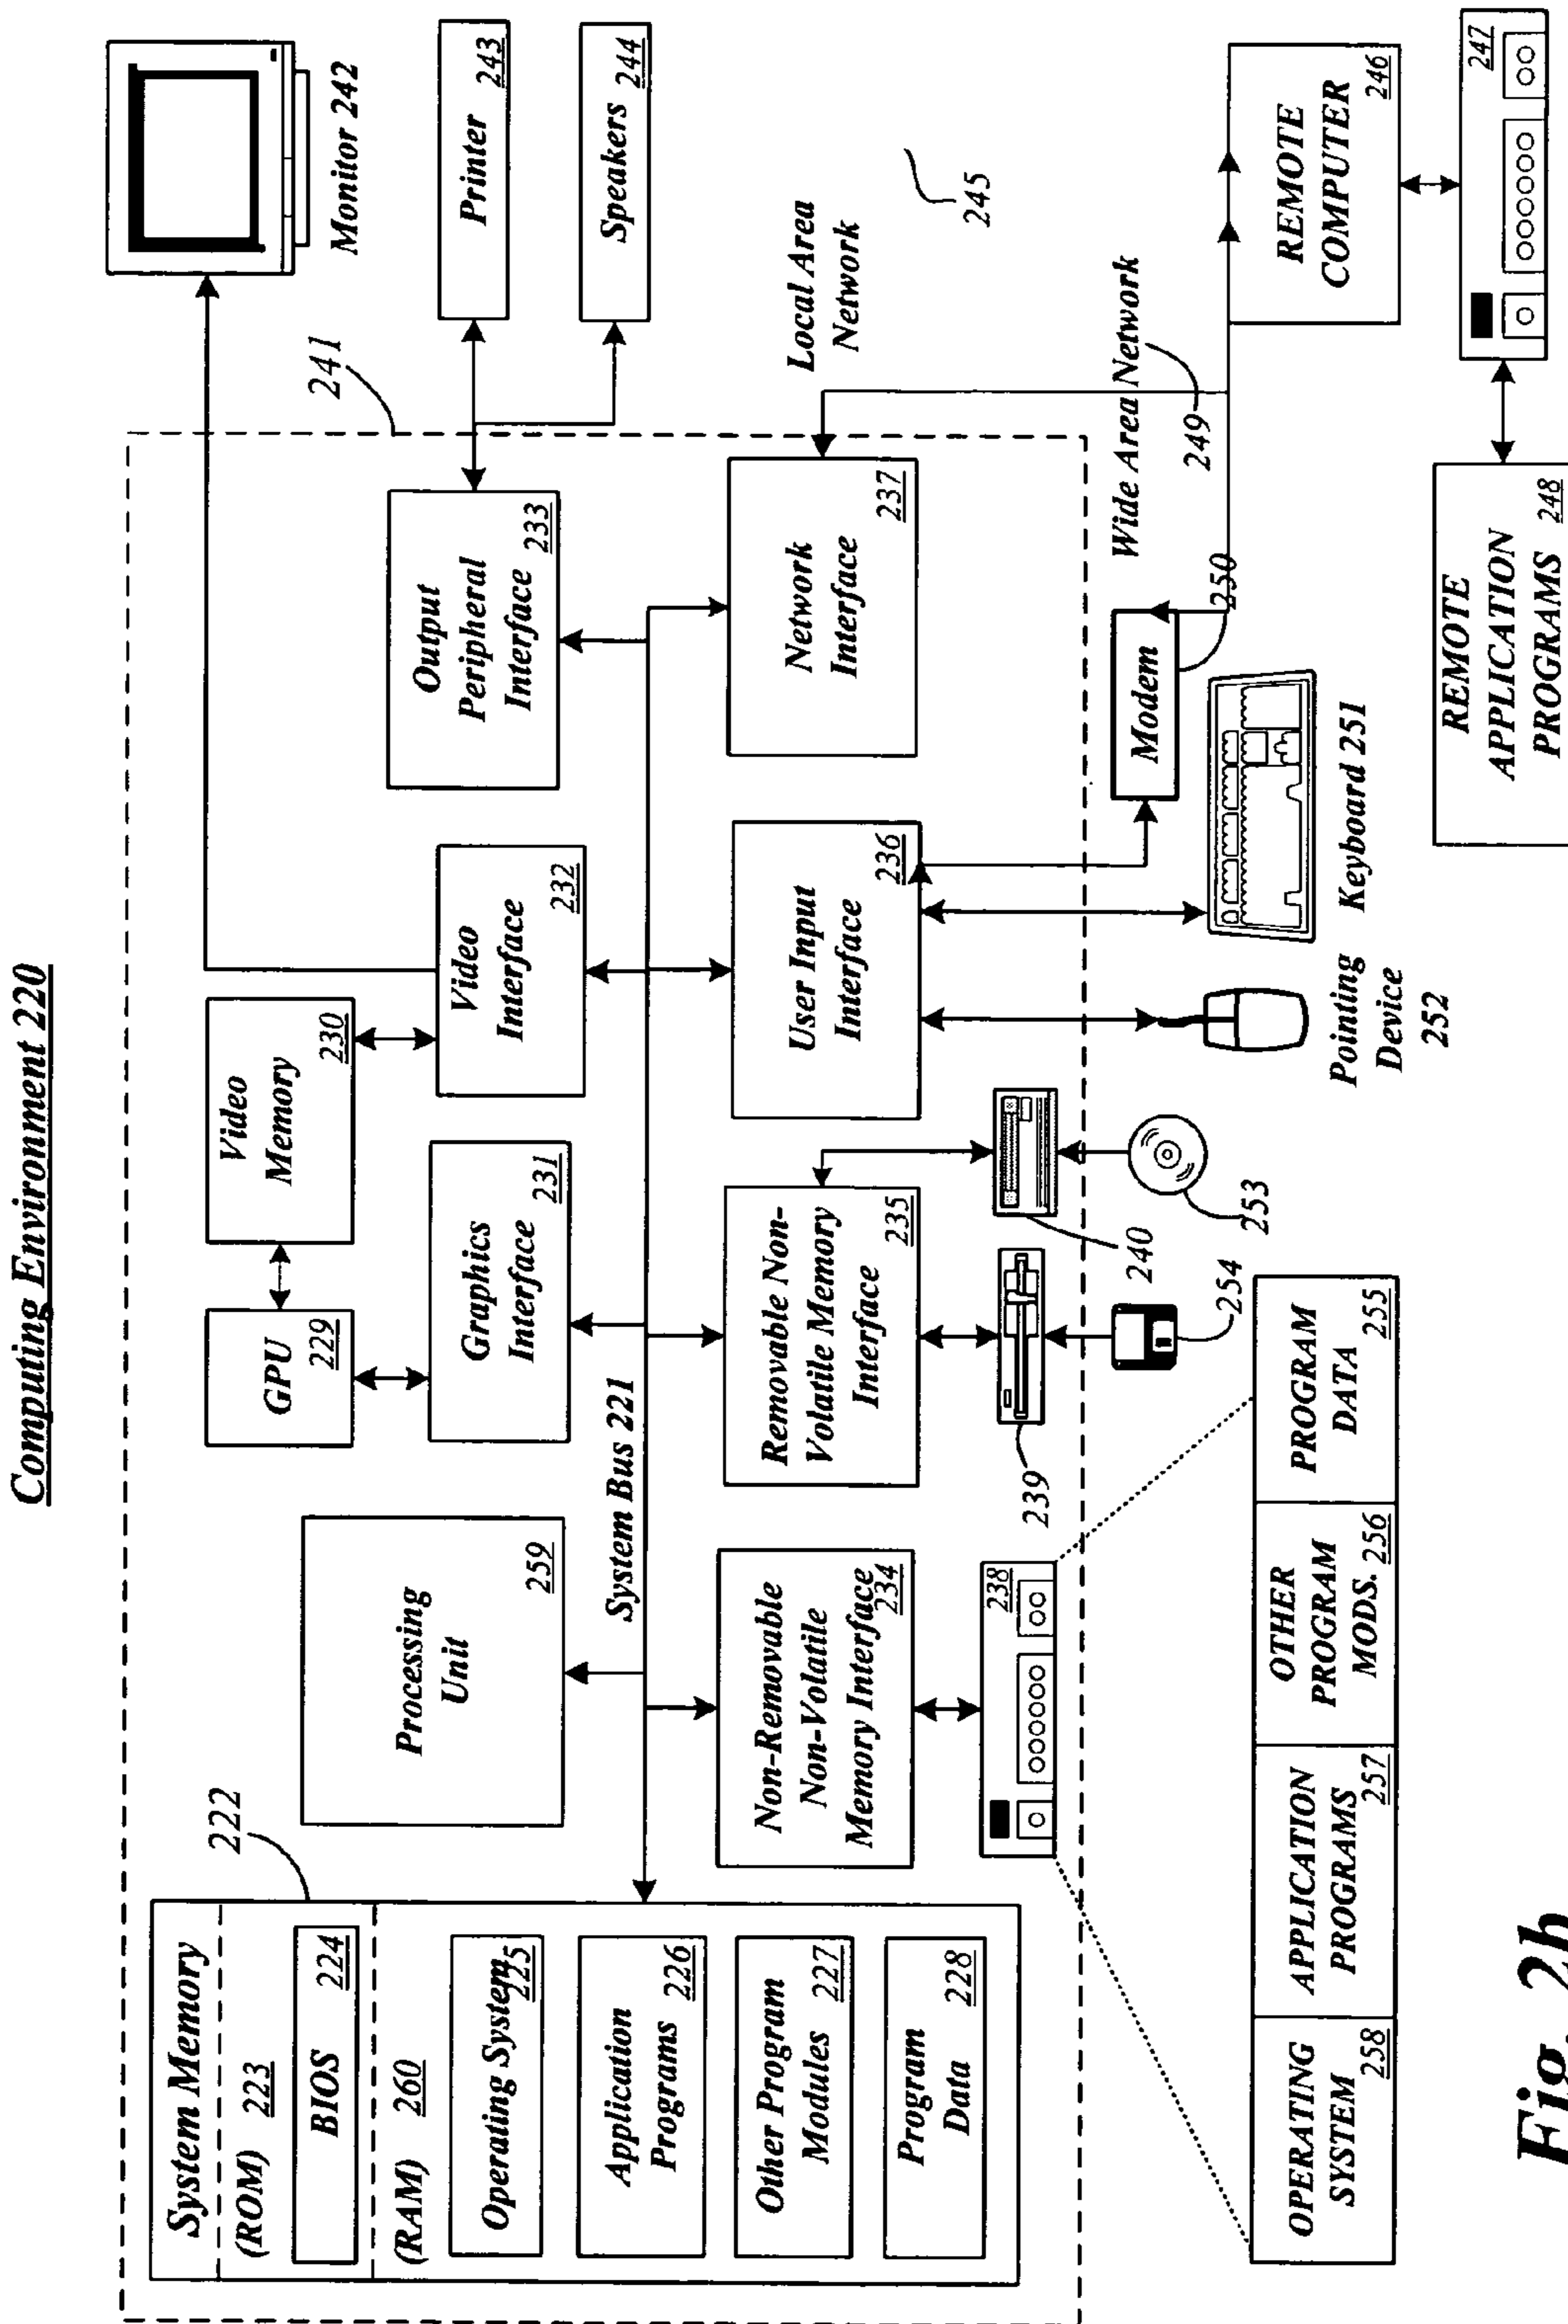 Computing Environment 220
System Memory
(ROM) 223
BIOS 224
(RAM) 260
Operating System
225
Application
Programs 226
Other Program
Modules 227
Program
Data 228
222
Processing
Unit
259
System Bus 221
GPU
229
Video
Memory
230
Graphics
Interface
231
Video
Interface
232
Output
Peripheral
Interface 233
241
Monitor 242
Printer 243
Speakers 244
Non-Removable
Non-Volatile
Memory Interface
234
Removable Non-
Volatile Memory
Interface
235
User Input
Interface
236
Network
Interface
237
Local Area
Network
245
238
239
240
254
253
Pointing
Device
252
Keyboard 251
Modem
250
Wide Area Network
249
REMOTE
COMPUTER
246
247
REMOTE
APPLICATION
PROGRAMS 248
OPERATING
SYSTEM
258
APPLICATION
PROGRAMS
257
OTHER
PROGRAM
MODS. 256
PROGRAM
DATA
255
Fig. 2b